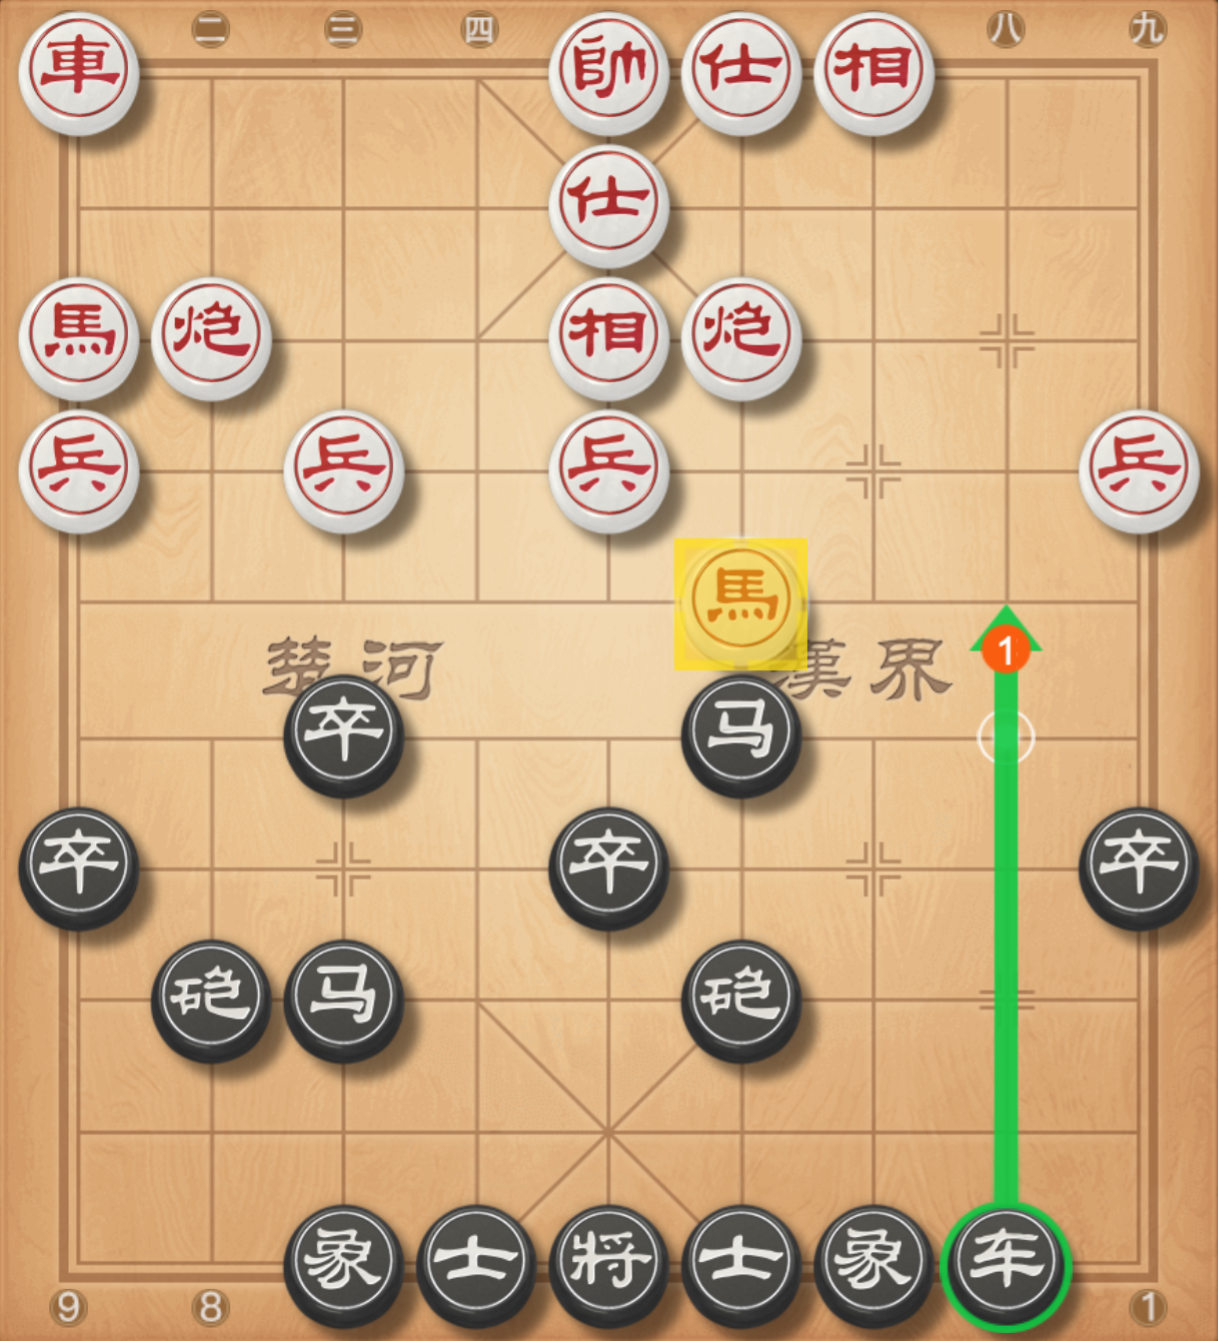 二 三 四 八 九
車 帥 仕 相
仕
馬 炮 相 炮
兵 兵 兵 兵
馬
楚河 漢界
1
卒 马
卒 卒 卒
砲 马 砲
象 士 将 士 象 车
9 8 1